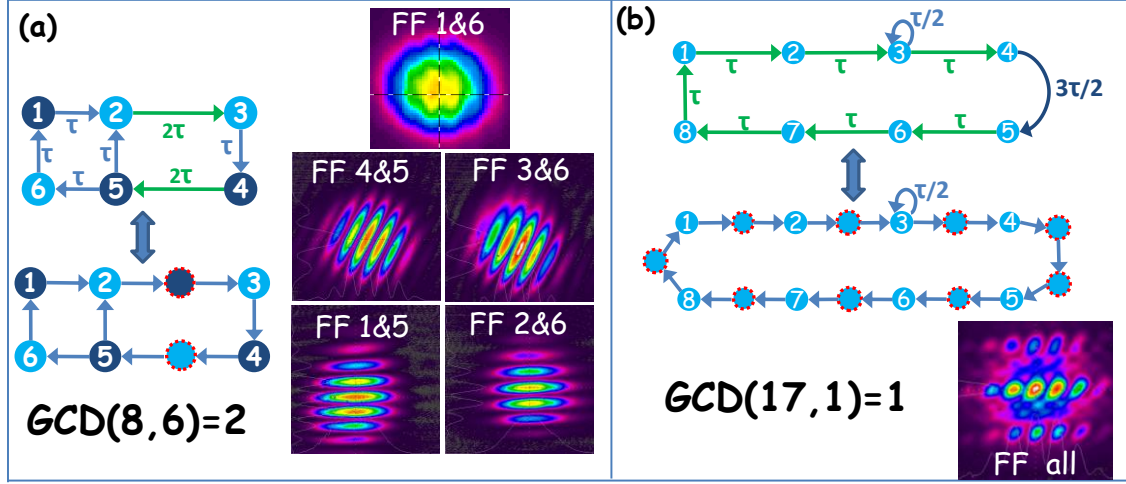 (a)
FF 1&6
1 τ 2 2τ 3
τ τ τ
6 τ 5 2τ 4
FF 4&5 FF 3&6
1 2 3
6 5 4
FF 1&5 FF 2&6
GCD(8,6)=2
(b)
τ/2
1 τ 2 τ 3 τ 4
τ 3τ/2
8 τ 7 τ 6 τ 5
τ/2
1 2 3 4
8 7 6 5
GCD(17,1)=1
FF all